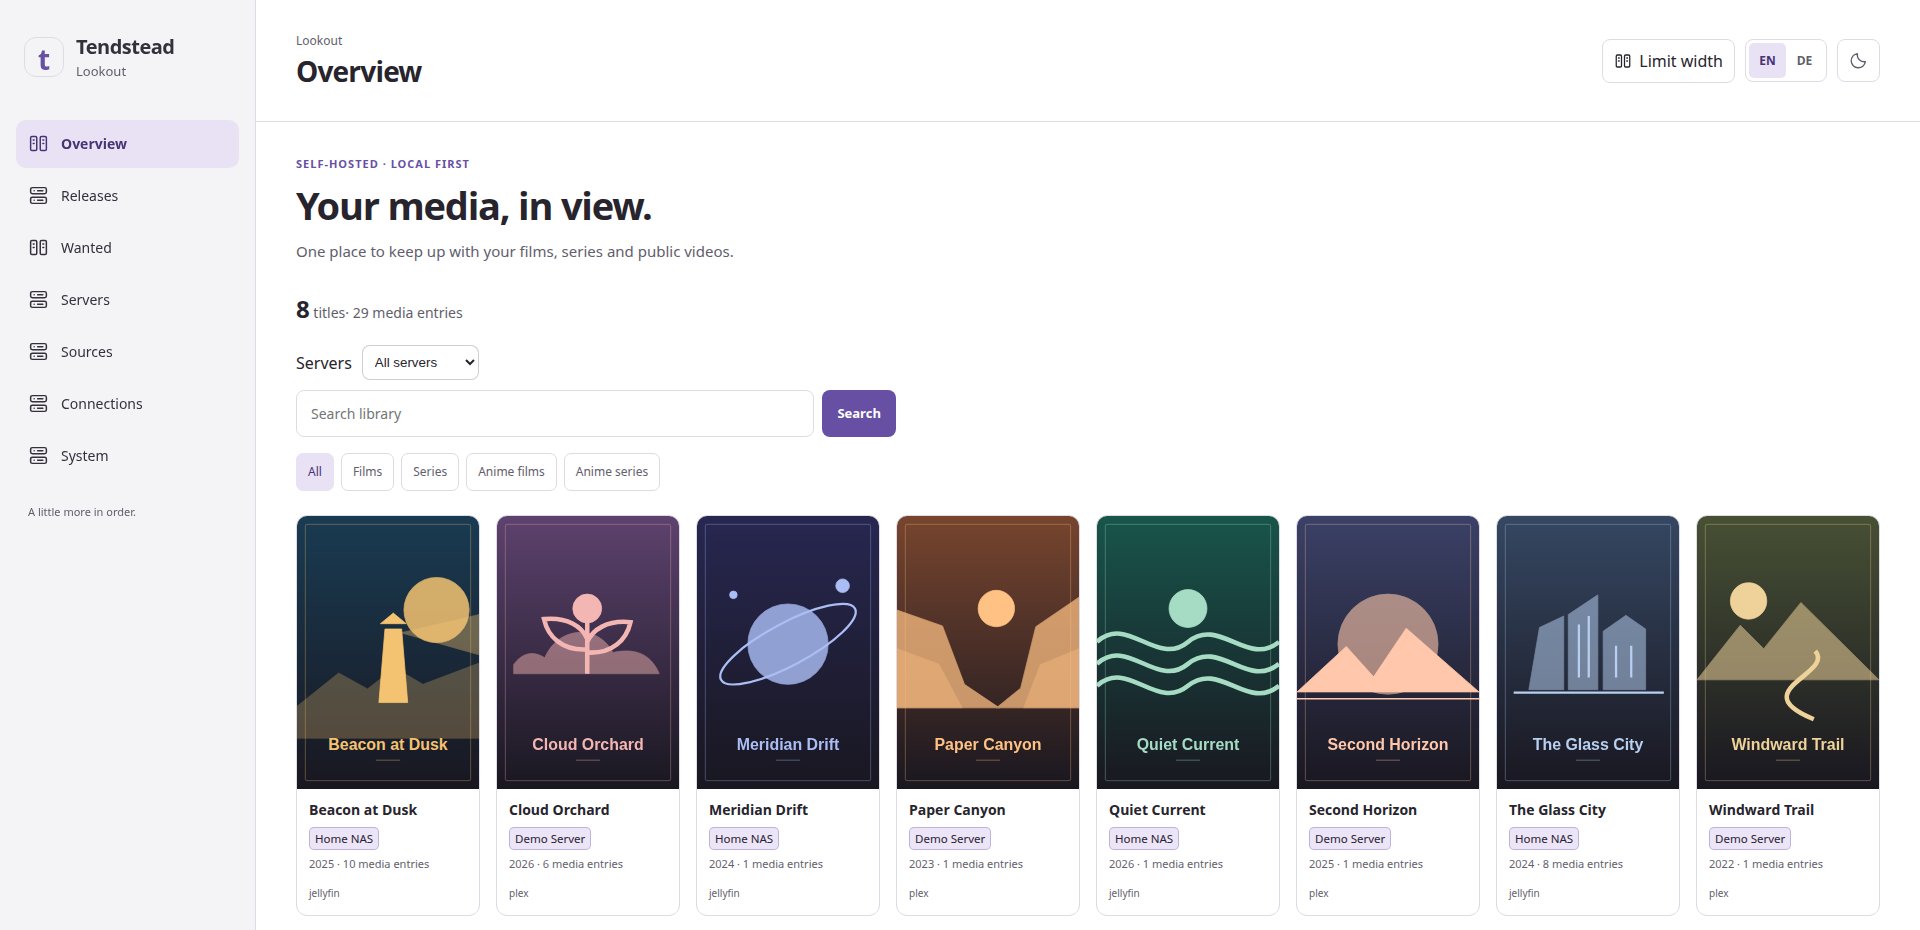 t
Tendstead
Lookout
Overview
Releases
Wanted
Servers
Sources
Connections
System
A little more in order.
Lookout
Overview
Limit width
EN DE
SELF-HOSTED · LOCAL FIRST
Your media, in view.
One place to keep up with your films, series and public videos.
8 titles· 29 media entries
Servers All servers
Search library Search
All Films Series Anime films Anime series
Beacon at Dusk
Beacon at Dusk
Home NAS
2025 · 10 media entries
jellyfin
Cloud Orchard
Cloud Orchard
Demo Server
2026 · 6 media entries
plex
Meridian Drift
Meridian Drift
Home NAS
2024 · 1 media entries
jellyfin
Paper Canyon
Paper Canyon
Demo Server
2023 · 1 media entries
plex
Quiet Current
Quiet Current
Home NAS
2026 · 1 media entries
jellyfin
Second Horizon
Second Horizon
Demo Server
2025 · 1 media entries
plex
The Glass City
The Glass City
Home NAS
2024 · 8 media entries
jellyfin
Windward Trail
Windward Trail
Demo Server
2022 · 1 media entries
plex